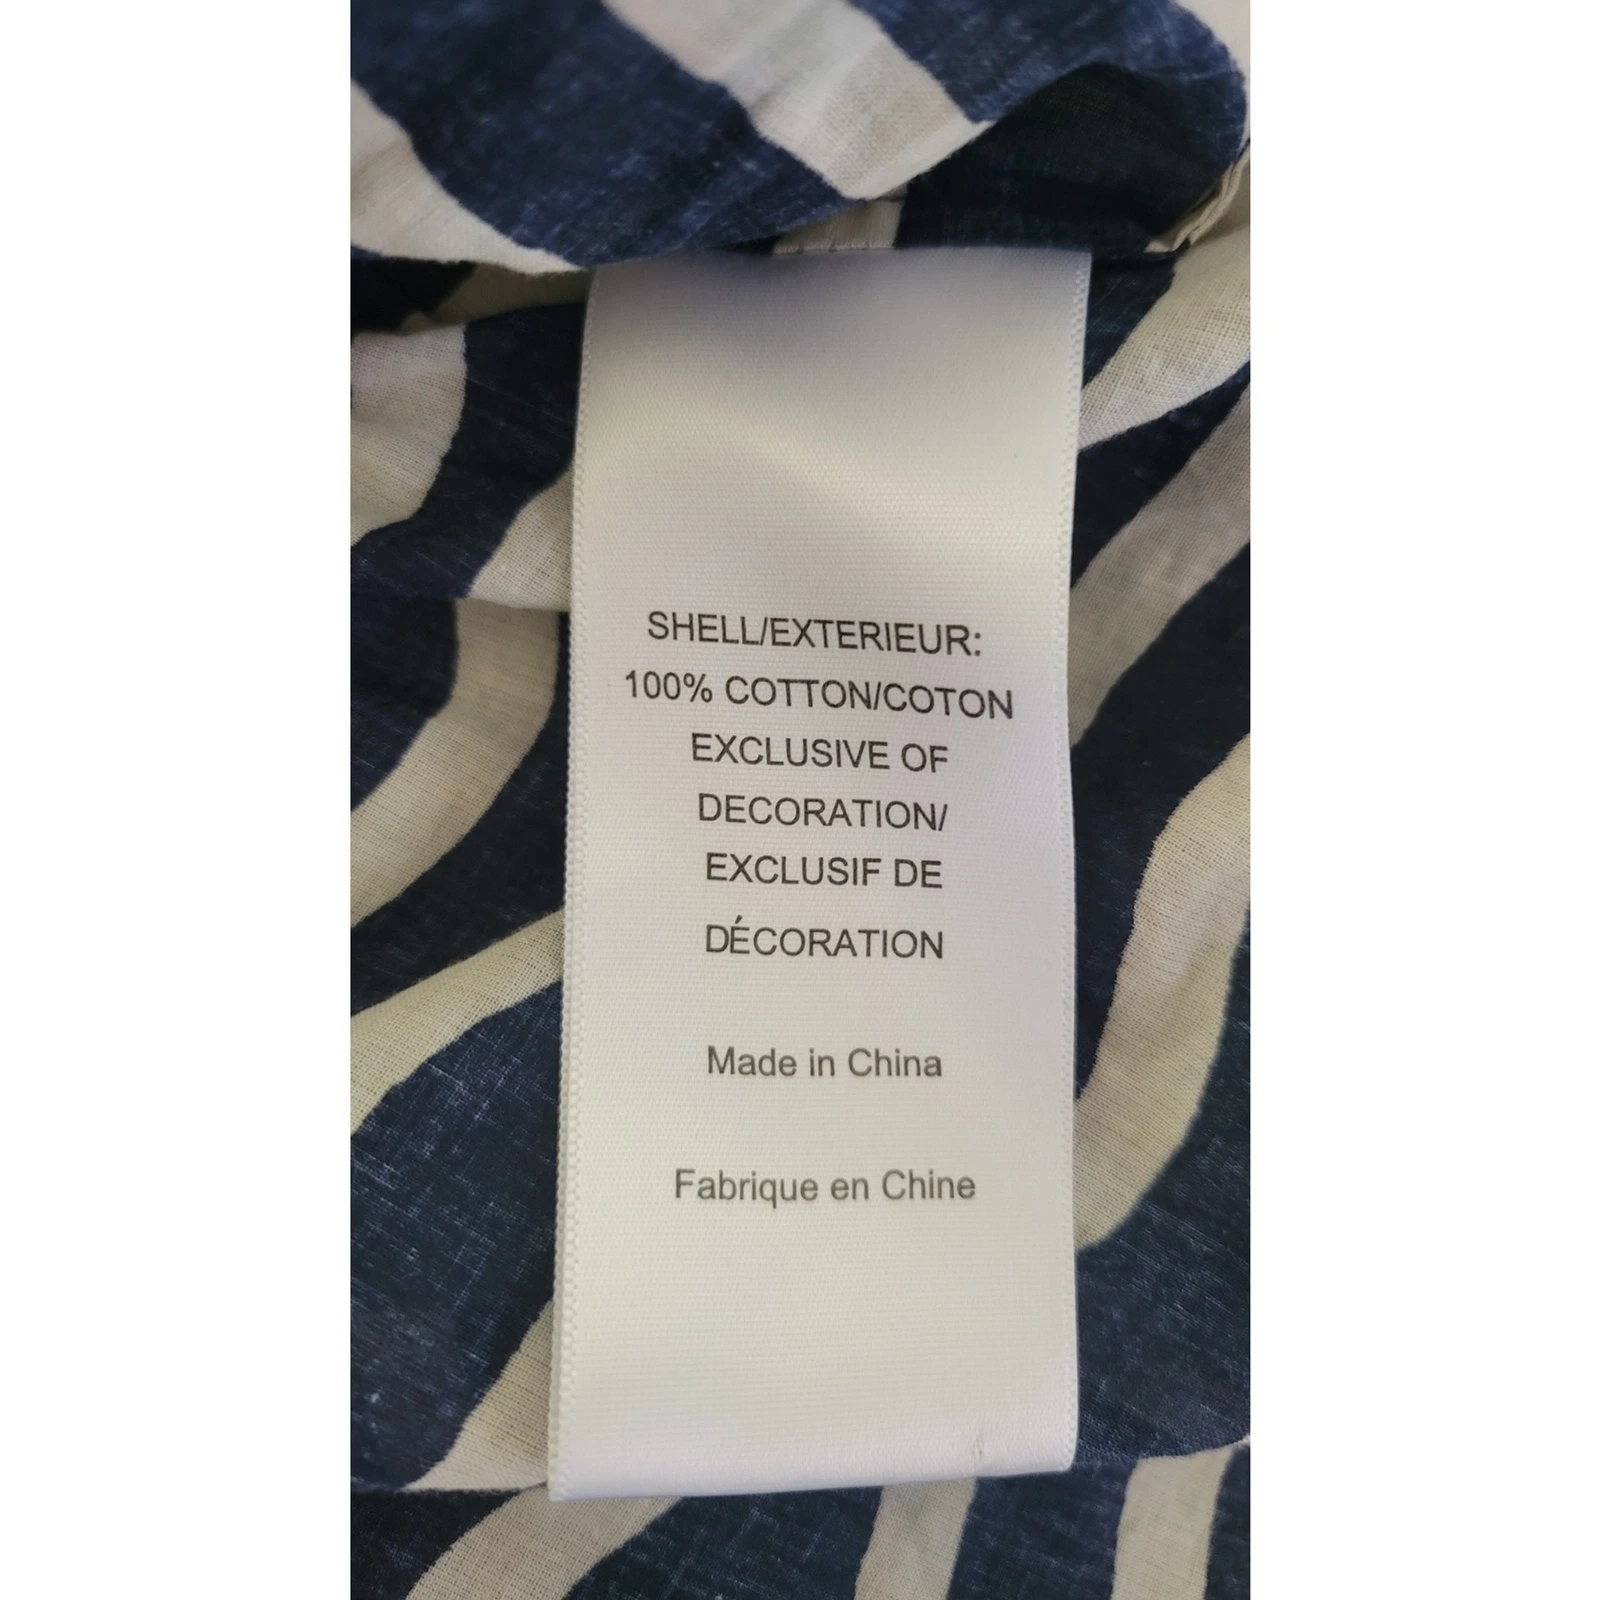 SHELL/EXTERIEUR:
100% COTTON/COTON
EXCLUSIVE OF
DECORATION/
EXCLUSIF DE
DÉCORATION
Made in China
Fabrique en Chine